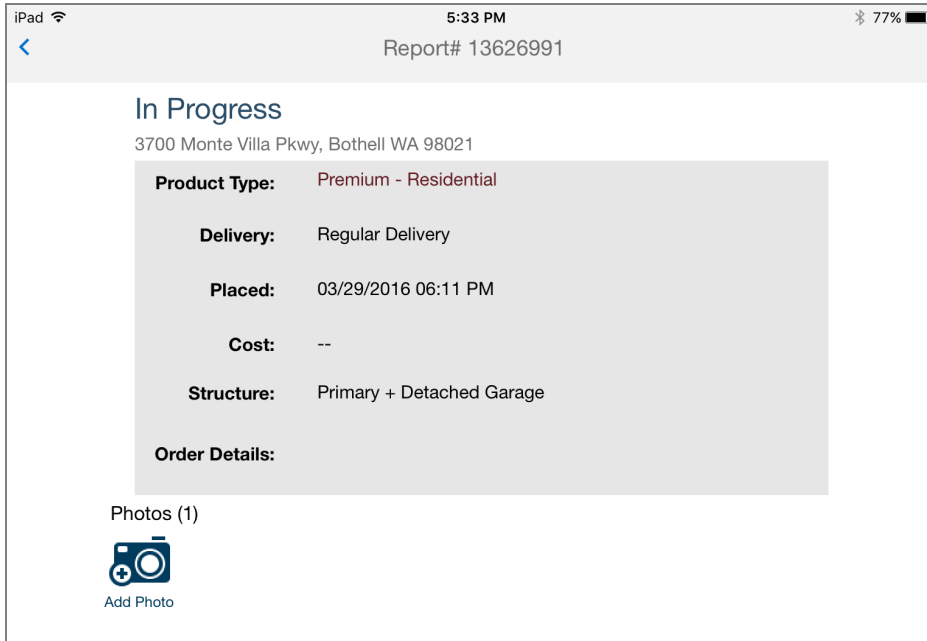 iPad 5:33 PM 77%
Report# 13626991
In Progress
3700 Monte Villa Pkwy, Bothell WA 98021
Product Type: Premium - Residential
Delivery: Regular Delivery
Placed: 03/29/2016 06:11 PM
Cost: --
Structure: Primary + Detached Garage
Order Details:
Photos (1)
Add Photo